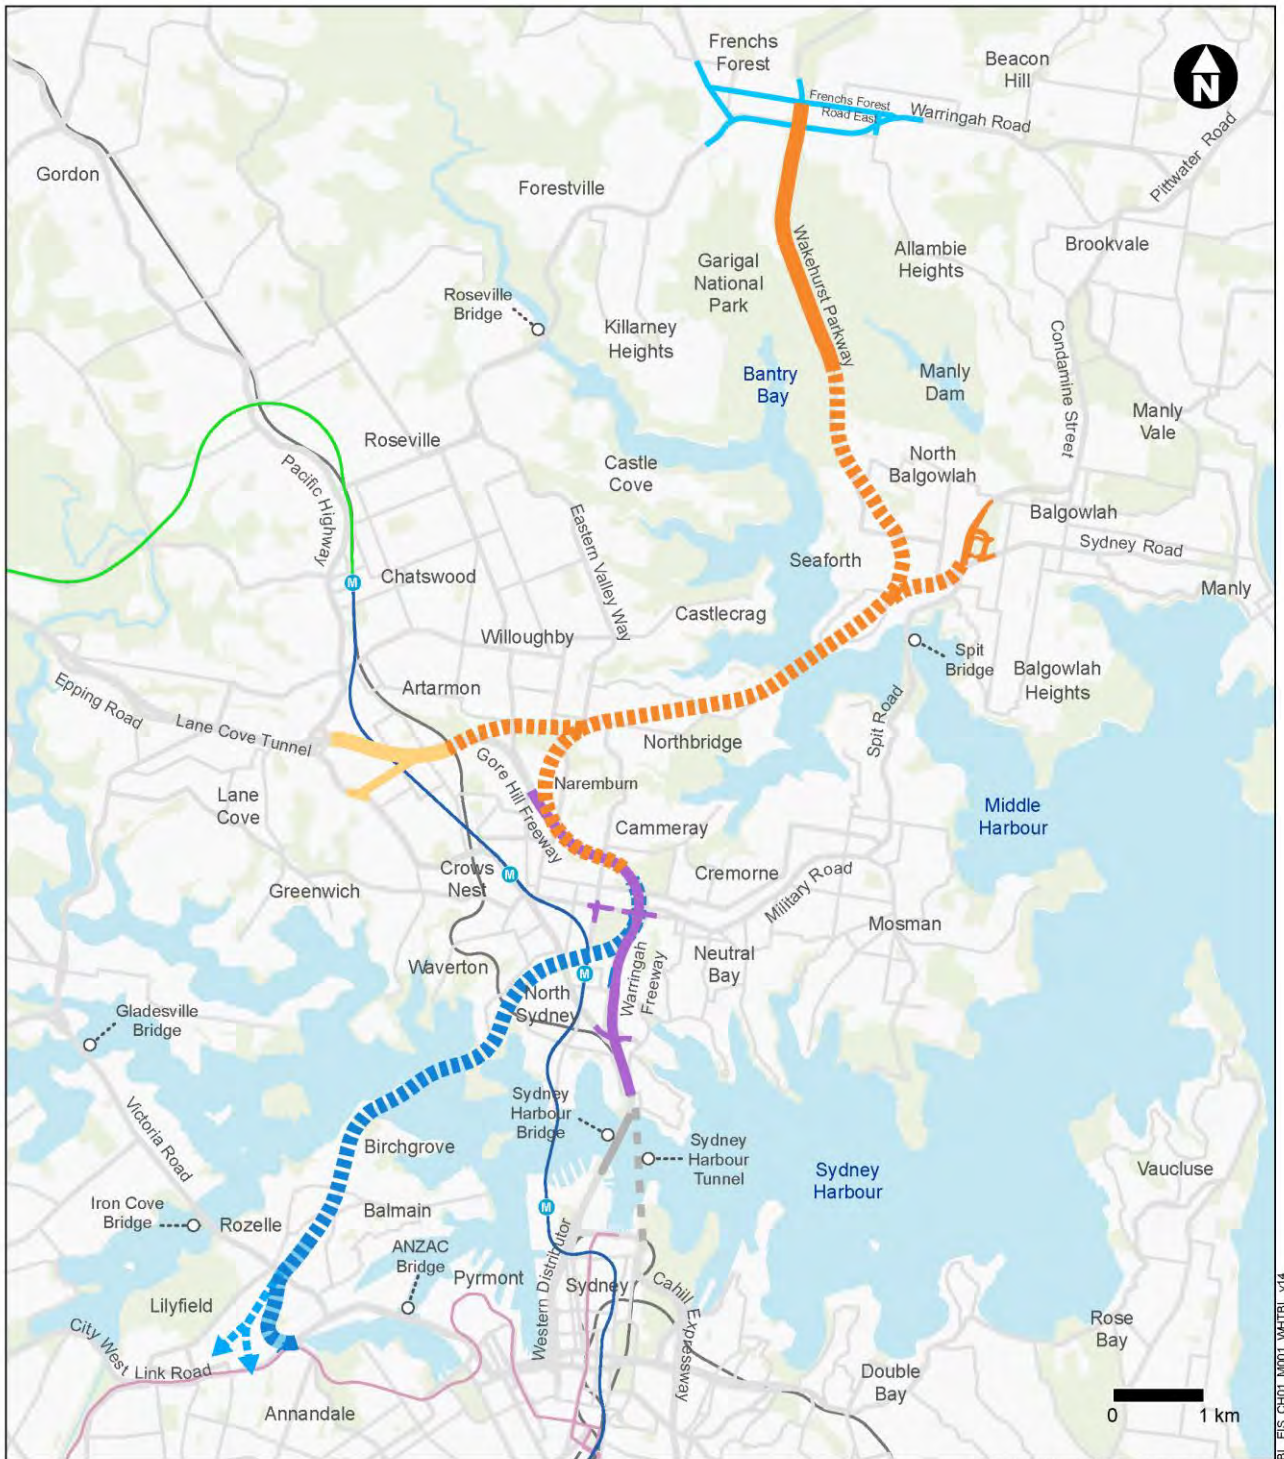 Frenchs
Forest
Beacon
Hill
N
Frenchs Forest
Road East
Warringah Road
Pittwater Road
Gordon
Forestville
Allambie
Heights
Brookvale
Garigal
National
Park
Wakehurst Parkway
Roseville
Bridge
Killarney
Heights
Bantry
Bay
Manly
Dam
Condamine Street
Manly
Vale
Roseville
Pacific Highway
Castle
Cove
North
Balgowlah
Balgowlah
Sydney Road
Eastern Valley Way
Seaforth
M
Chatswood
Manly
Castlecrag
Willoughby
Spit
Bridge
Balgowlah
Heights
Epping Road
Artarmon
Lane Cove Tunnel
Spit Road
Northbridge
Gore Hill Freeway
Naremburn
Lane
Cove
Middle
Harbour
Cammeray
Crows
Nest
M
Cremorne
Military Road
Greenwich
Mosman
Neutral
Bay
Warringah
Freeway
Waverton
M
North
Sydney
Gladesville
Bridge
Sydney
Harbour
Bridge
Victoria Road
Birchgrove
Sydney
Harbour
Tunnel
Sydney
Harbour
Vaucluse
Iron Cove
Bridge
Rozelle
Balmain
M
ANZAC
Bridge
Pyrmont
Western Distributor
Sydney
Cahill Expressway
Lilyfield
City West
Link Road
Rose
Bay
Double
Bay
Annandale
0
1 km
BL_EIS_CH01_M001_WHTBL_v14